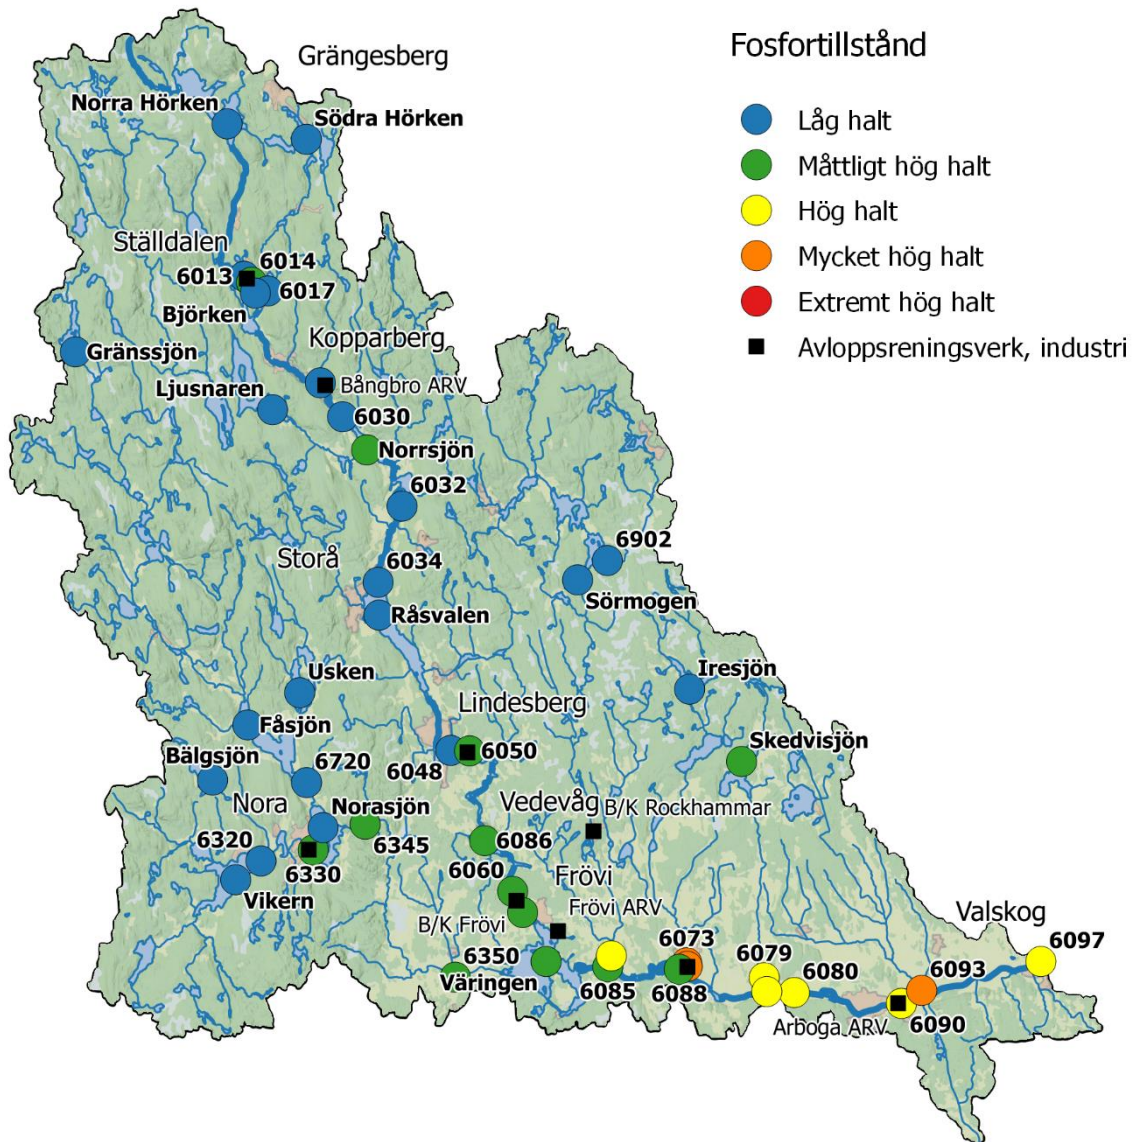 Fosfortillstånd
Låg halt
Måttligt hög halt
Hög halt
Mycket hög halt
Extremt hög halt
Avloppsreningsverk, industri
Grängesberg
Norra Hörken
Södra Hörken
Ställdalen
6014
6013
6017
Björken
Kopparberg
Gränssjön
Bångbro ARV
Ljusnaren
6030
Norrsjön
6032
6902
Storå
6034
Sörmogen
Råsvalen
Usken
Iresjön
Lindesberg
Fåsjön
Skedvisjön
Bälgsjön
6720
6048
6050
Nora
Norasjön
Vedevåg
B/K Rockhammar
6320
6345
6086
6330
6060
Frövi
Vikern
B/K Frövi
Frövi ARV
Valskog
6350
6073
6079
6097
Väringen
6085
6088
6080
6093
Arboga ARV
6090